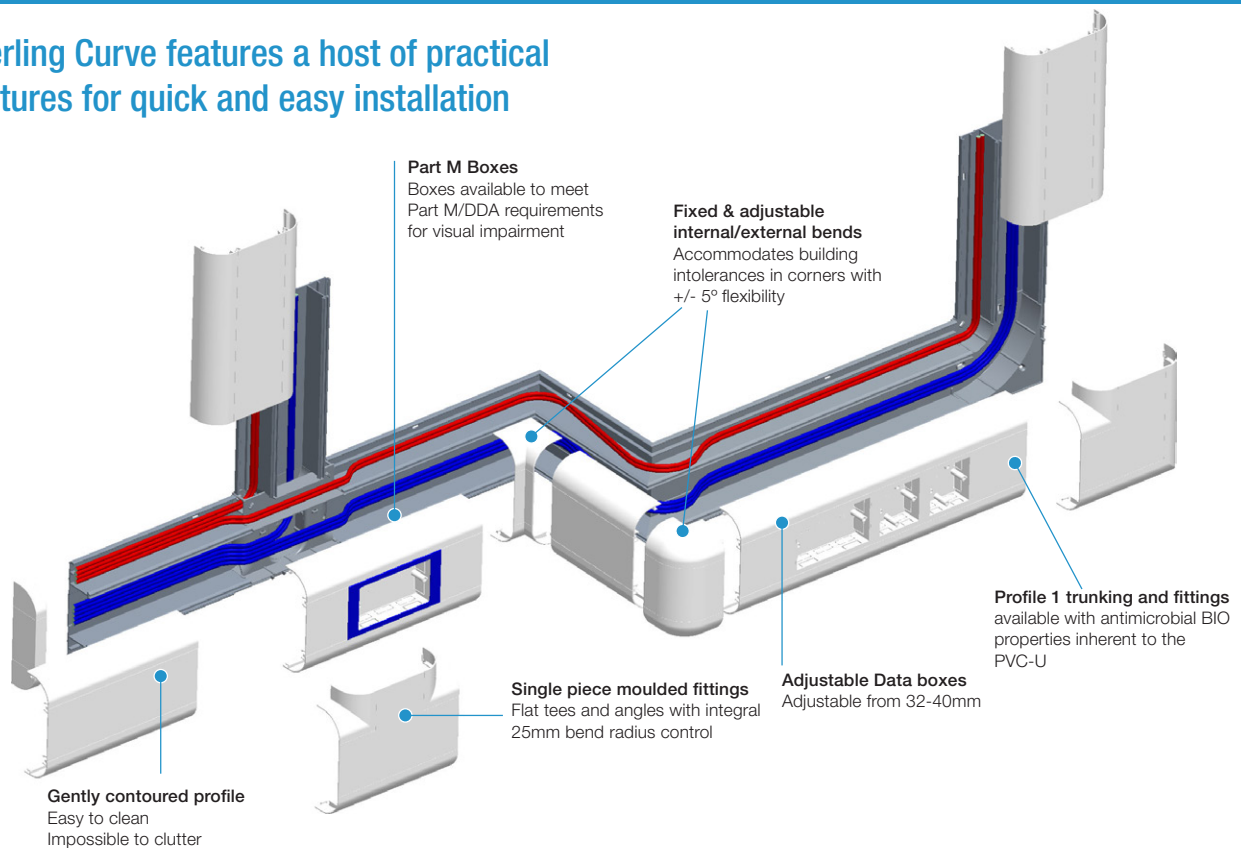 erling Curve features a host of practical
tures for quick and easy installation
Part M Boxes
Boxes available to meet
Part M/DDA requirements
for visual impairment
Fixed & adjustable
internal/external bends
Accommodates building
intolerances in corners with
+/- 5º flexibility
Profile 1 trunking and fittings
available with antimicrobial BIO
properties inherent to the
PVC-U
Adjustable Data boxes
Adjustable from 32-40mm
Single piece moulded fittings
Flat tees and angles with integral
25mm bend radius control
Gently contoured profile
Easy to clean
Impossible to clutter